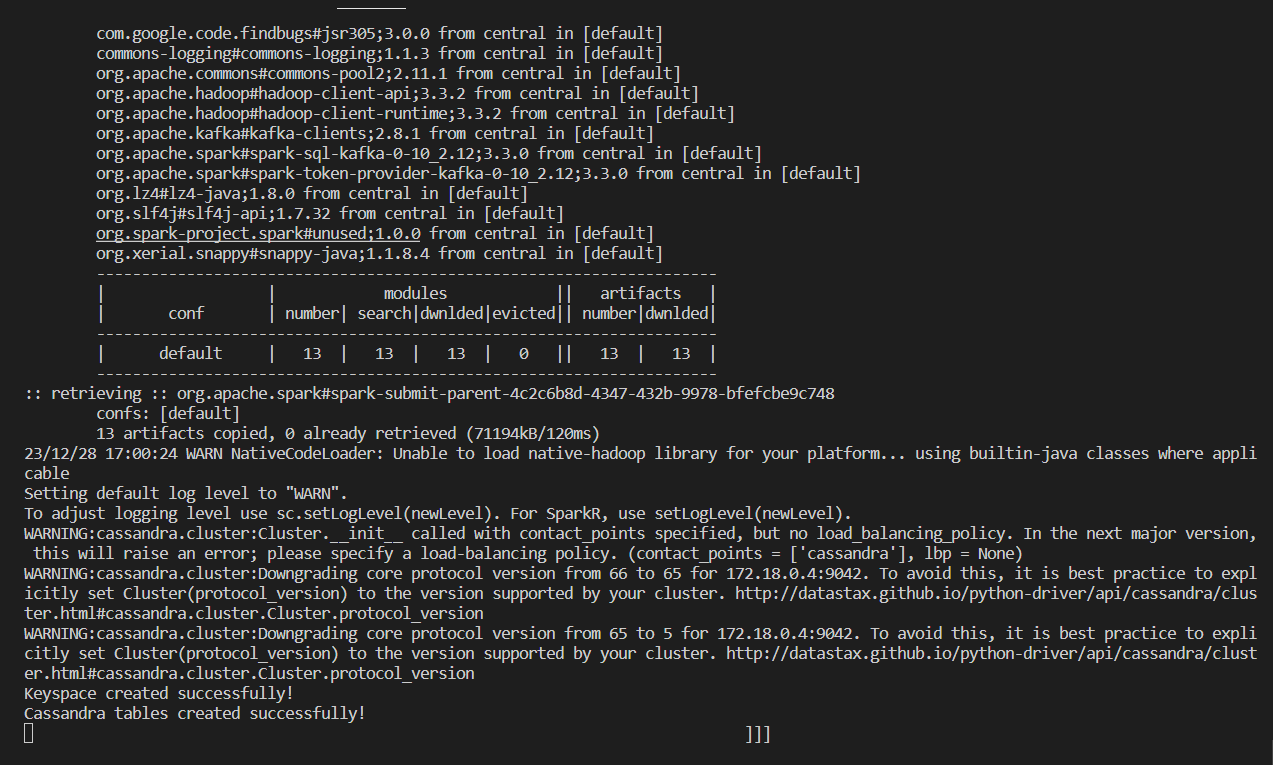 com.google.code.findbugs#jsr305;3.0.0 from central in [default]
commons-logging#commons-logging;1.1.3 from central in [default]
org.apache.commons#commons-pool2;2.11.1 from central in [default]
org.apache.hadoop#hadoop-client-api;3.3.2 from central in [default]
org.apache.hadoop#hadoop-client-runtime;3.3.2 from central in [default]
org.apache.kafka#kafka-clients;2.8.1 from central in [default]
org.apache.spark#spark-sql-kafka-0-10_2.12;3.3.0 from central in [default]
org.apache.spark#spark-token-provider-kafka-0-10_2.12;3.3.0 from central in [default]
org.lz4#lz4-java;1.8.0 from central in [default]
org.slf4j#slf4j-api;1.7.32 from central in [default]
org.spark-project.spark#unused;1.0.0 from central in [default]
org.xerial.snappy#snappy-java;1.1.8.4 from central in [default]
---------------------------------------------------------------------
|                  |            modules            ||   artifacts   |
|       conf       | number| search|dwnlded|evicted|| number|dwnlded|
---------------------------------------------------------------------
|      default     |   13  |   13  |   13  |   0   ||   13  |   13  |
---------------------------------------------------------------------
:: retrieving :: org.apache.spark#spark-submit-parent-4c2c6b8d-4347-432b-9978-bfefcbe9c748
confs: [default]
13 artifacts copied, 0 already retrieved (71194kB/120ms)
23/12/28 17:00:24 WARN NativeCodeLoader: Unable to load native-hadoop library for your platform... using builtin-java classes where appli
cable
Setting default log level to "WARN".
To adjust logging level use sc.setLogLevel(newLevel). For SparkR, use setLogLevel(newLevel).
WARNING:cassandra.cluster:Cluster.__init__ called with contact_points specified, but no load_balancing_policy. In the next major version,
this will raise an error; please specify a load-balancing policy. (contact_points = ['cassandra'], lbp = None)
WARNING:cassandra.cluster:Downgrading core protocol version from 66 to 65 for 172.18.0.4:9042. To avoid this, it is best practice to expl
icitly set Cluster(protocol_version) to the version supported by your cluster. http://datastax.github.io/python-driver/api/cassandra/clus
ter.html#cassandra.cluster.Cluster.protocol_version
WARNING:cassandra.cluster:Downgrading core protocol version from 65 to 5 for 172.18.0.4:9042. To avoid this, it is best practice to expli
citly set Cluster(protocol_version) to the version supported by your cluster. http://datastax.github.io/python-driver/api/cassandra/clust
er.html#cassandra.cluster.Cluster.protocol_version
Keyspace created successfully!
Cassandra tables created successfully!
]]]